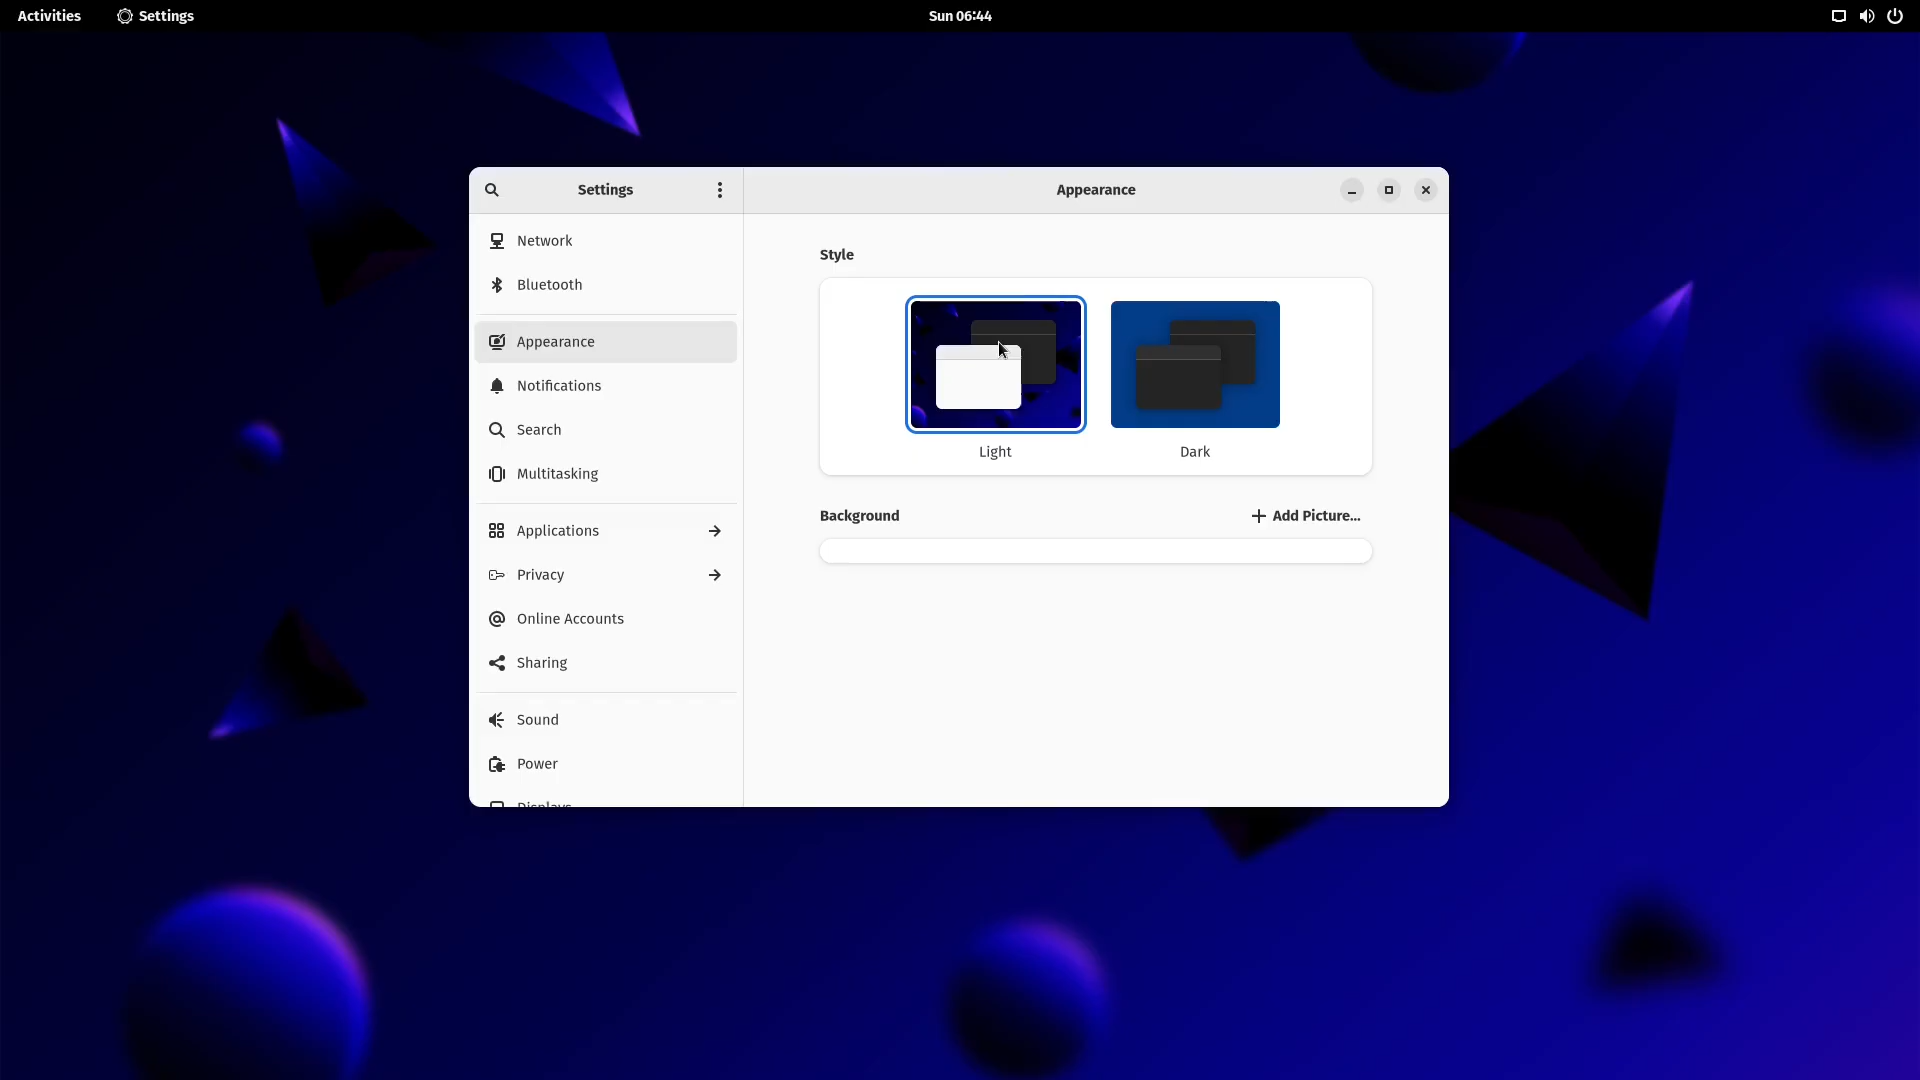 Activities
Settings
Sun 06:44
Settings
Appearance
Network
Bluetooth
Appearance
Notifications
Search
Multitasking
Applications
Privacy
Online Accounts
Sharing
Sound
Power
Displays
Style
Light
Dark
Background
Add Picture...